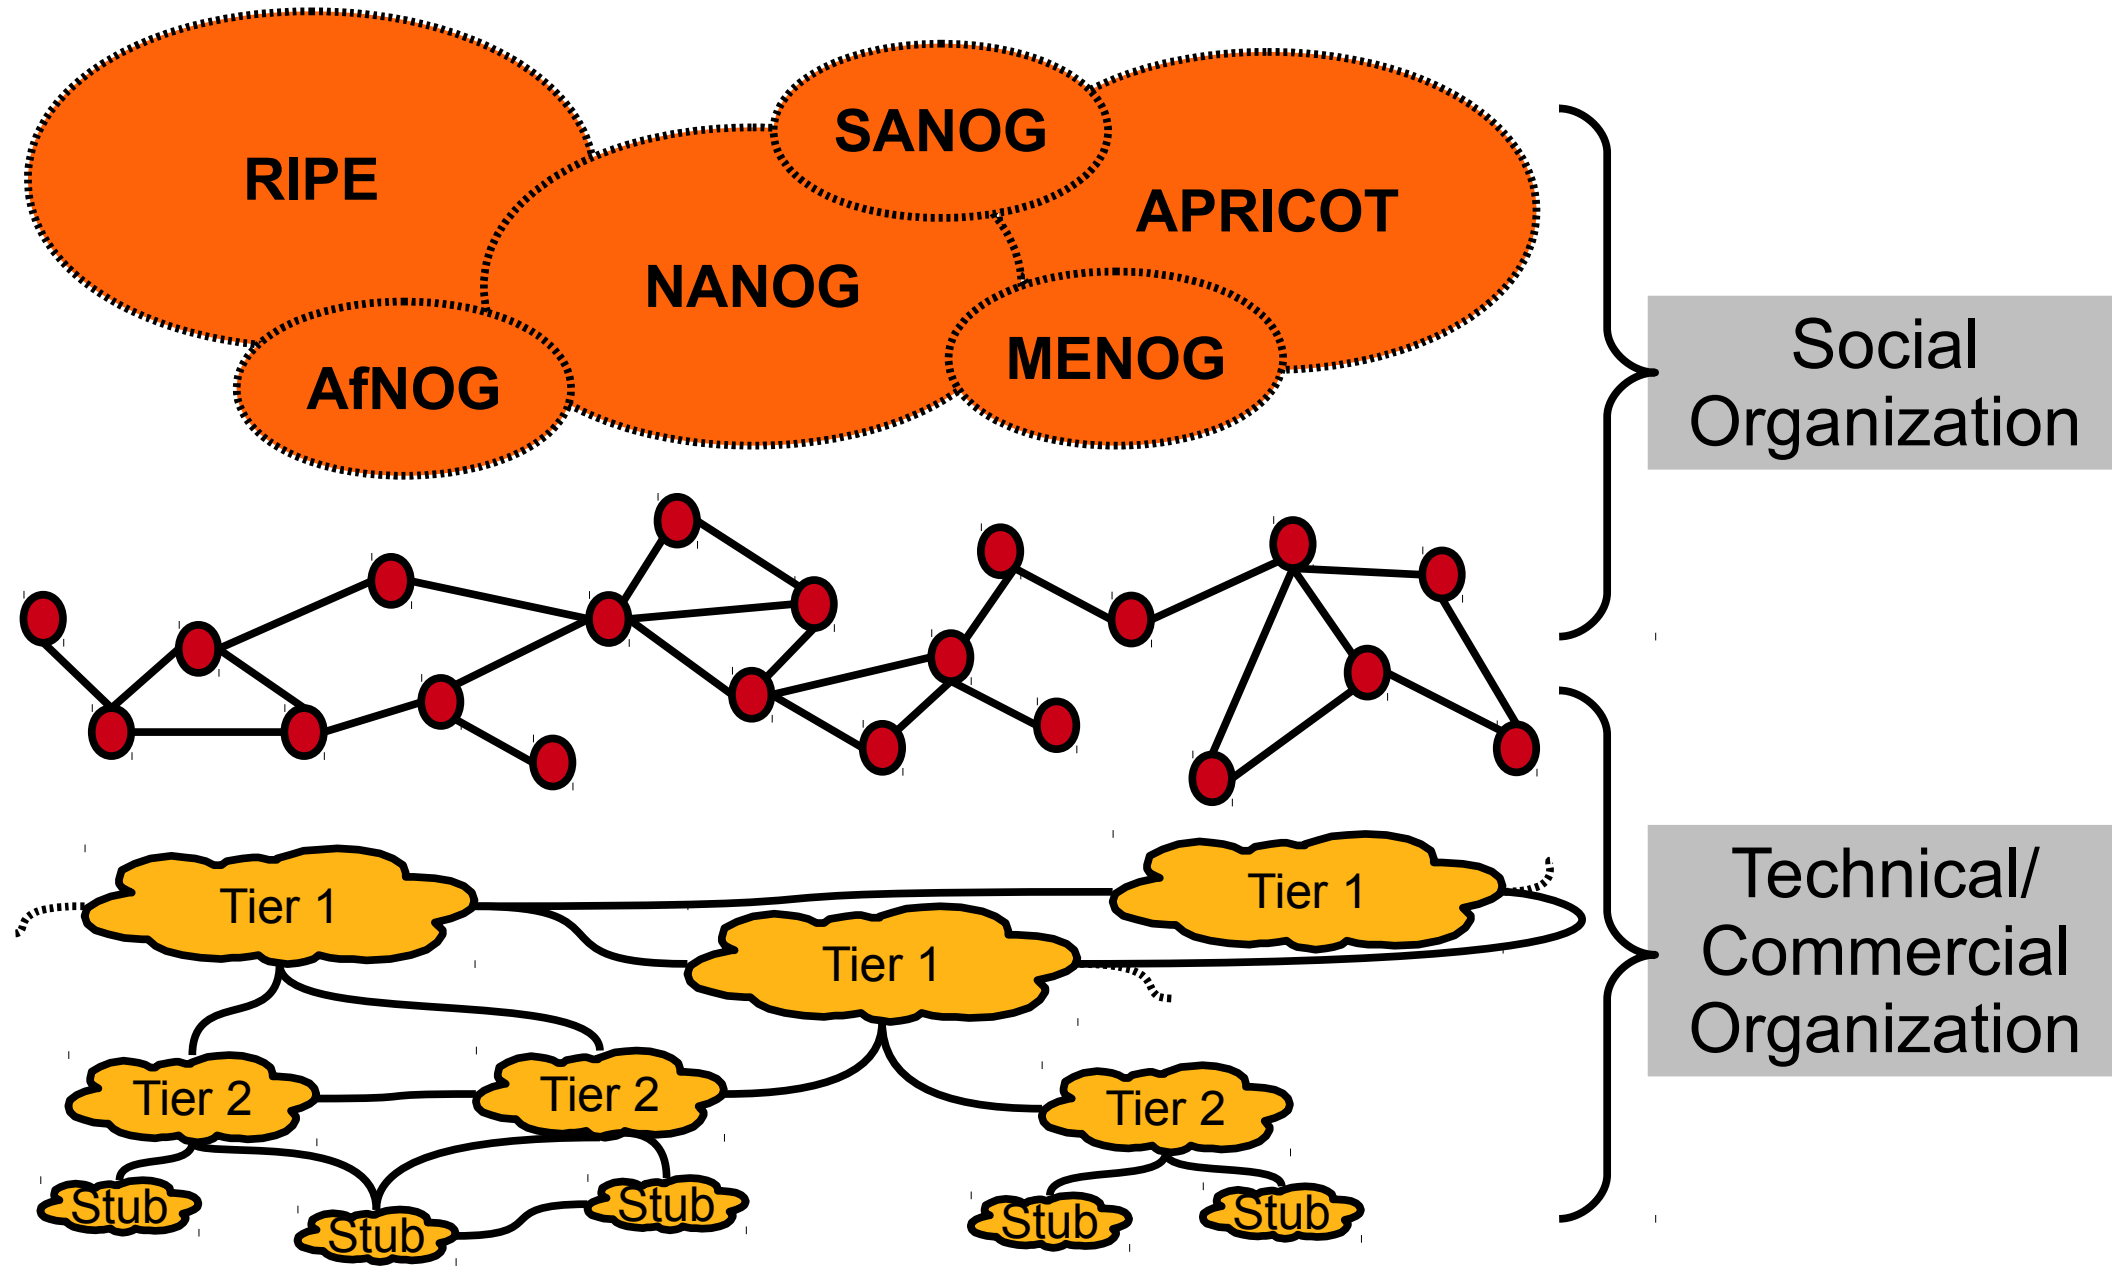 SANOG
RIPE
APRICOT
NANOG
MENOG
AfNOG
Social
Organization
Tier 1
Tier 1
Tier 1
Technical/
Commercial
Organization
Tier 2
Tier 2
Tier 2
Stub
Stub
Stub
Stub
Stub